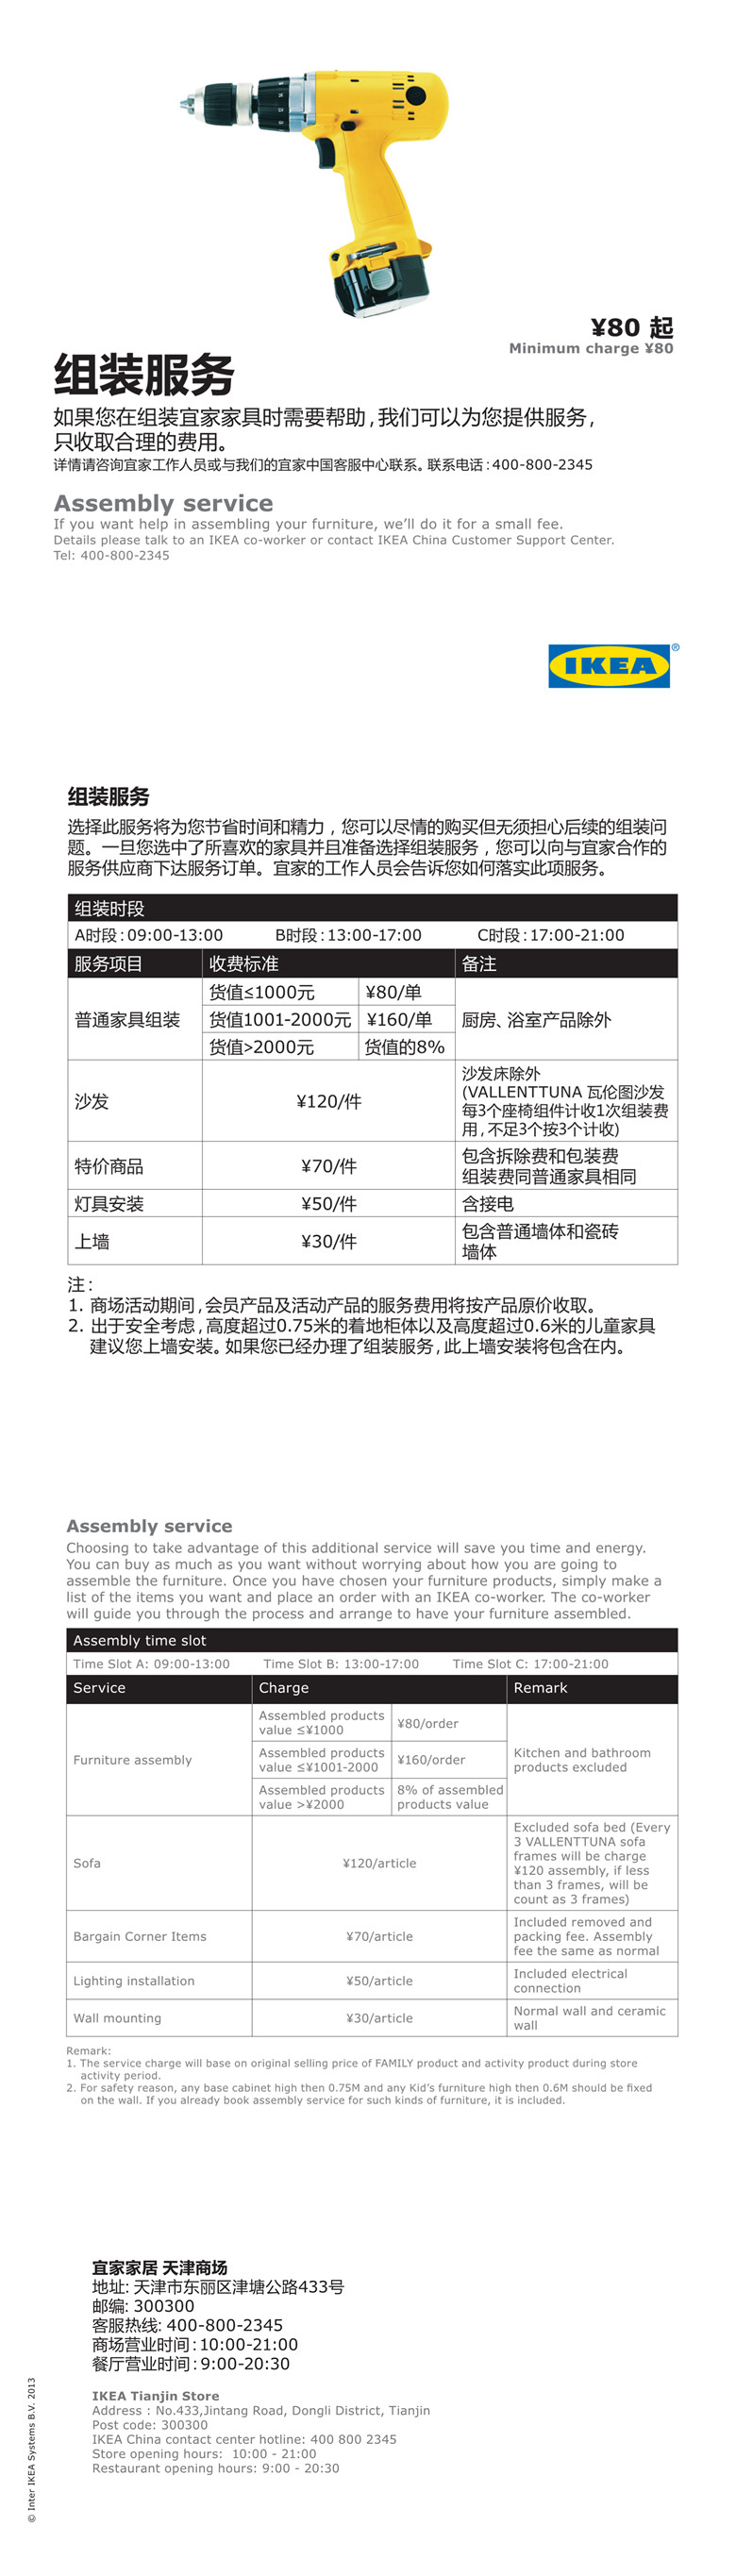 ¥80 起
Minimum charge ¥80
组装服务
如果您在组装宜家家具时需要帮助,我们可以为您提供服务,
只收取合理的费用。
详情请咨询宜家工作人员或与我们的宜家中国客服中心联系。联系电话:400-800-2345
Assembly service
If you want help in assembling your furniture, we’ll do it for a small fee.
Details please talk to an IKEA co-worker or contact IKEA China Customer Support Center.
Tel: 400-800-2345
IKEA®
组装服务
选择此服务将为您节省时间和精力，您可以尽情的购买但无须担心后续的组装问
题。一旦您选中了所喜欢的家具并且准备选择组装服务，您可以向与宜家合作的
服务供应商下达服务订单。宜家的工作人员会告诉您如何落实此项服务。
组装时段
A时段:09:00-13:00 B时段:13:00-17:00 C时段:17:00-21:00
服务项目 收费标准 备注
普通家具组装
货值≤1000元 ¥80/单
货值1001-2000元 ¥160/单
货值>2000元 货值的8%
厨房、浴室产品除外
沙发 ¥120/件
沙发床除外
(VALLENTTUNA 瓦伦图沙发
每3个座椅组件计收1次组装费
用,不足3个按3个计收)
特价商品 ¥70/件
包含拆除费和包装费
组装费同普通家具相同
灯具安装 ¥50/件 含接电
上墙 ¥30/件
包含普通墙体和瓷砖
墙体
注:
1. 商场活动期间,会员产品及活动产品的服务费用将按产品原价收取。
2. 出于安全考虑,高度超过0.75米的着地柜体以及高度超过0.6米的儿童家具
建议您上墙安装。如果您已经办理了组装服务,此上墙安装将包含在内。
Assembly service
Choosing to take advantage of this additional service will save you time and energy.
You can buy as much as you want without worrying about how you are going to
assemble the furniture. Once you have chosen your furniture products, simply make a
list of the items you want and place an order with an IKEA co-worker. The co-worker
will guide you through the process and arrange to have your furniture assembled.
Assembly time slot
Time Slot A: 09:00-13:00 Time Slot B: 13:00-17:00 Time Slot C: 17:00-21:00
Service Charge Remark
Furniture assembly
Assembled products
value ≤¥1000
¥80/order
Assembled products
value ≤¥1001-2000
¥160/order
Assembled products
value >¥2000
8% of assembled
products value
Kitchen and bathroom
products excluded
Sofa
¥120/article
Excluded sofa bed (Every
3 VALLENTTUNA sofa
frames will be charge
¥120 assembly, if less
than 3 frames, will be
count as 3 frames)
Bargain Corner Items
¥70/article
Included removed and
packing fee. Assembly
fee the same as normal
Lighting installation
¥50/article
Included electrical
connection
Wall mounting
¥30/article
Normal wall and ceramic
wall
Remark:
1. The service charge will base on original selling price of FAMILY product and activity product during store
activity period.
2. For safety reason, any base cabinet high then 0.75M and any Kid’s furniture high then 0.6M should be fixed
on the wall. If you already book assembly service for such kinds of furniture, it is included.
宜家家居 天津商场
地址: 天津市东丽区津塘公路433号
邮编: 300300
客服热线: 400-800-2345
商场营业时间:10:00-21:00
餐厅营业时间:9:00-20:30
IKEA Tianjin Store
Address : No.433,Jintang Road, Dongli District, Tianjin
Post code: 300300
IKEA China contact center hotline: 400 800 2345
Store opening hours: 10:00 - 21:00
Restaurant opening hours: 9:00 - 20:30
© Inter IKEA Systems B.V. 2013